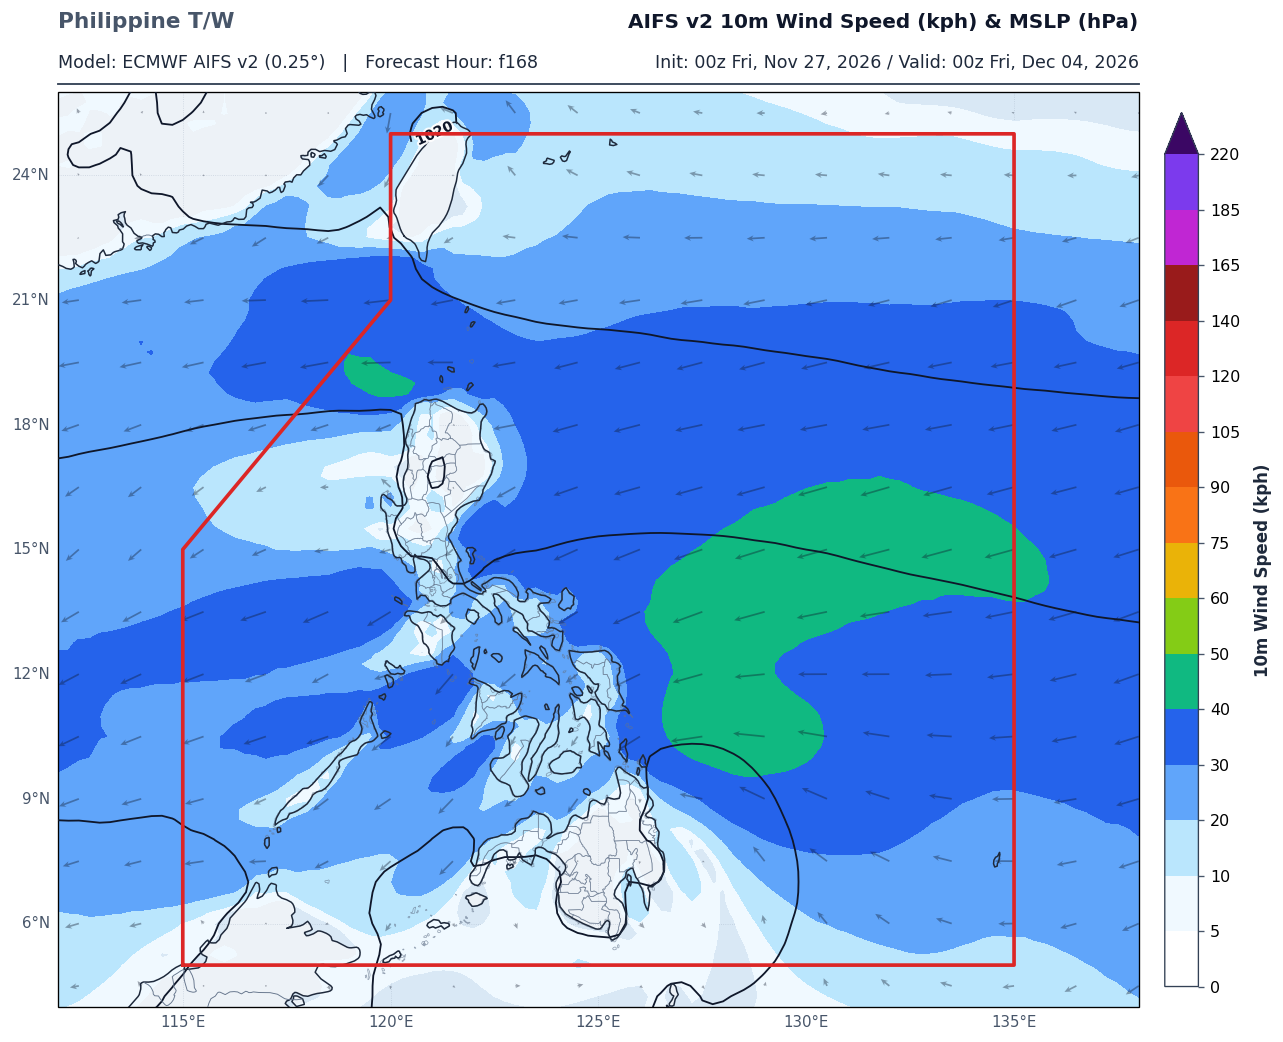 Philippine T/W
AIFS v2 10m Wind Speed (kph) & MSLP (hPa)
Model: ECMWF AIFS v2 (0.25°) | Forecast Hour: f168
Init: 00z Fri, Nov 27, 2026 / Valid: 00z Fri, Dec 04, 2026
1020
24°N
21°N
18°N
15°N
12°N
9°N
6°N
115°E
120°E
125°E
130°E
135°E
220
185
165
140
120
105
90
75
60
50
40
30
20
10
5
0
10m Wind Speed (kph)